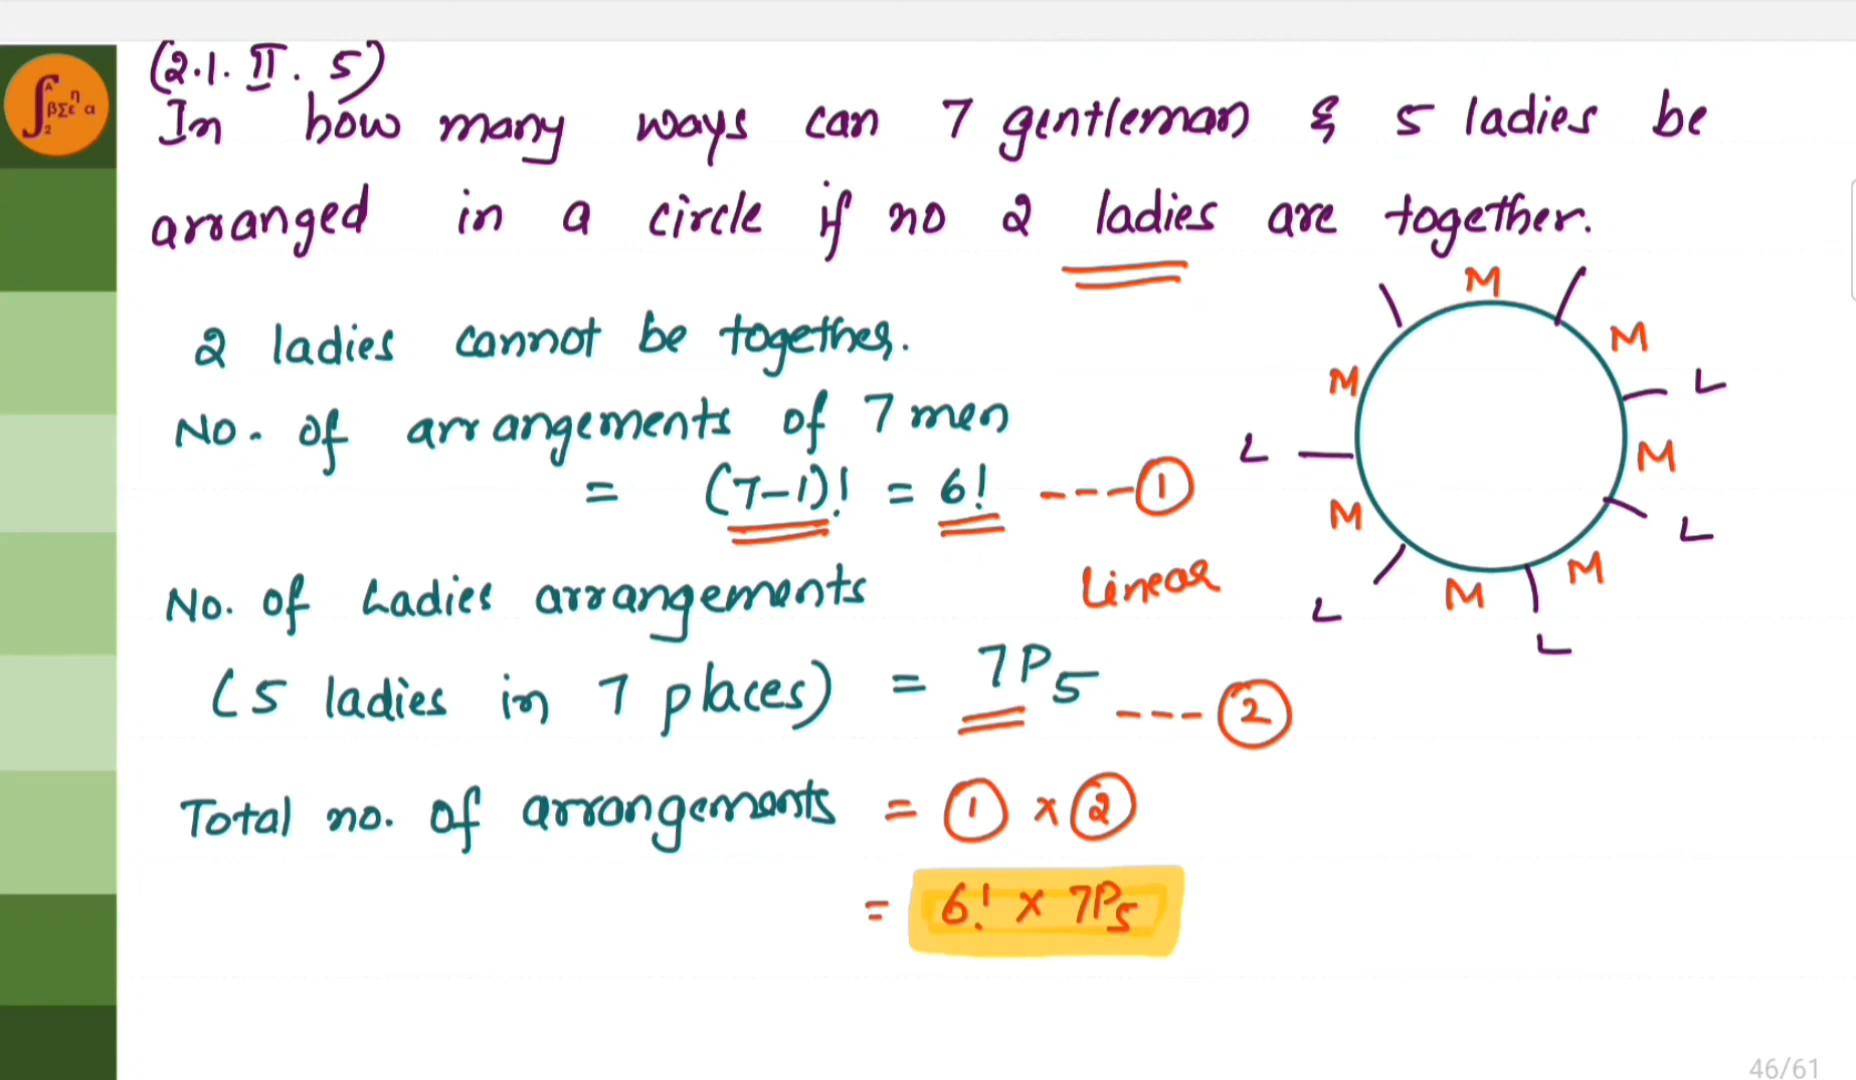 (2.1. II. 5)
In how many ways can 7 gentleman & 5 ladies be
arranged in a circle if no 2 ladies are together.
2 ladies cannot be together.
No. of arrangements of 7 men
= (7-1)! = 6! ---①
No. of Ladies arrangements Linear
(5 ladies in 7 places) = 7P5 ---②
Total no. of arrangements = ① × ②
= 6! × 7P5
M
M
M L
L M
M L
M M
L L
46/61